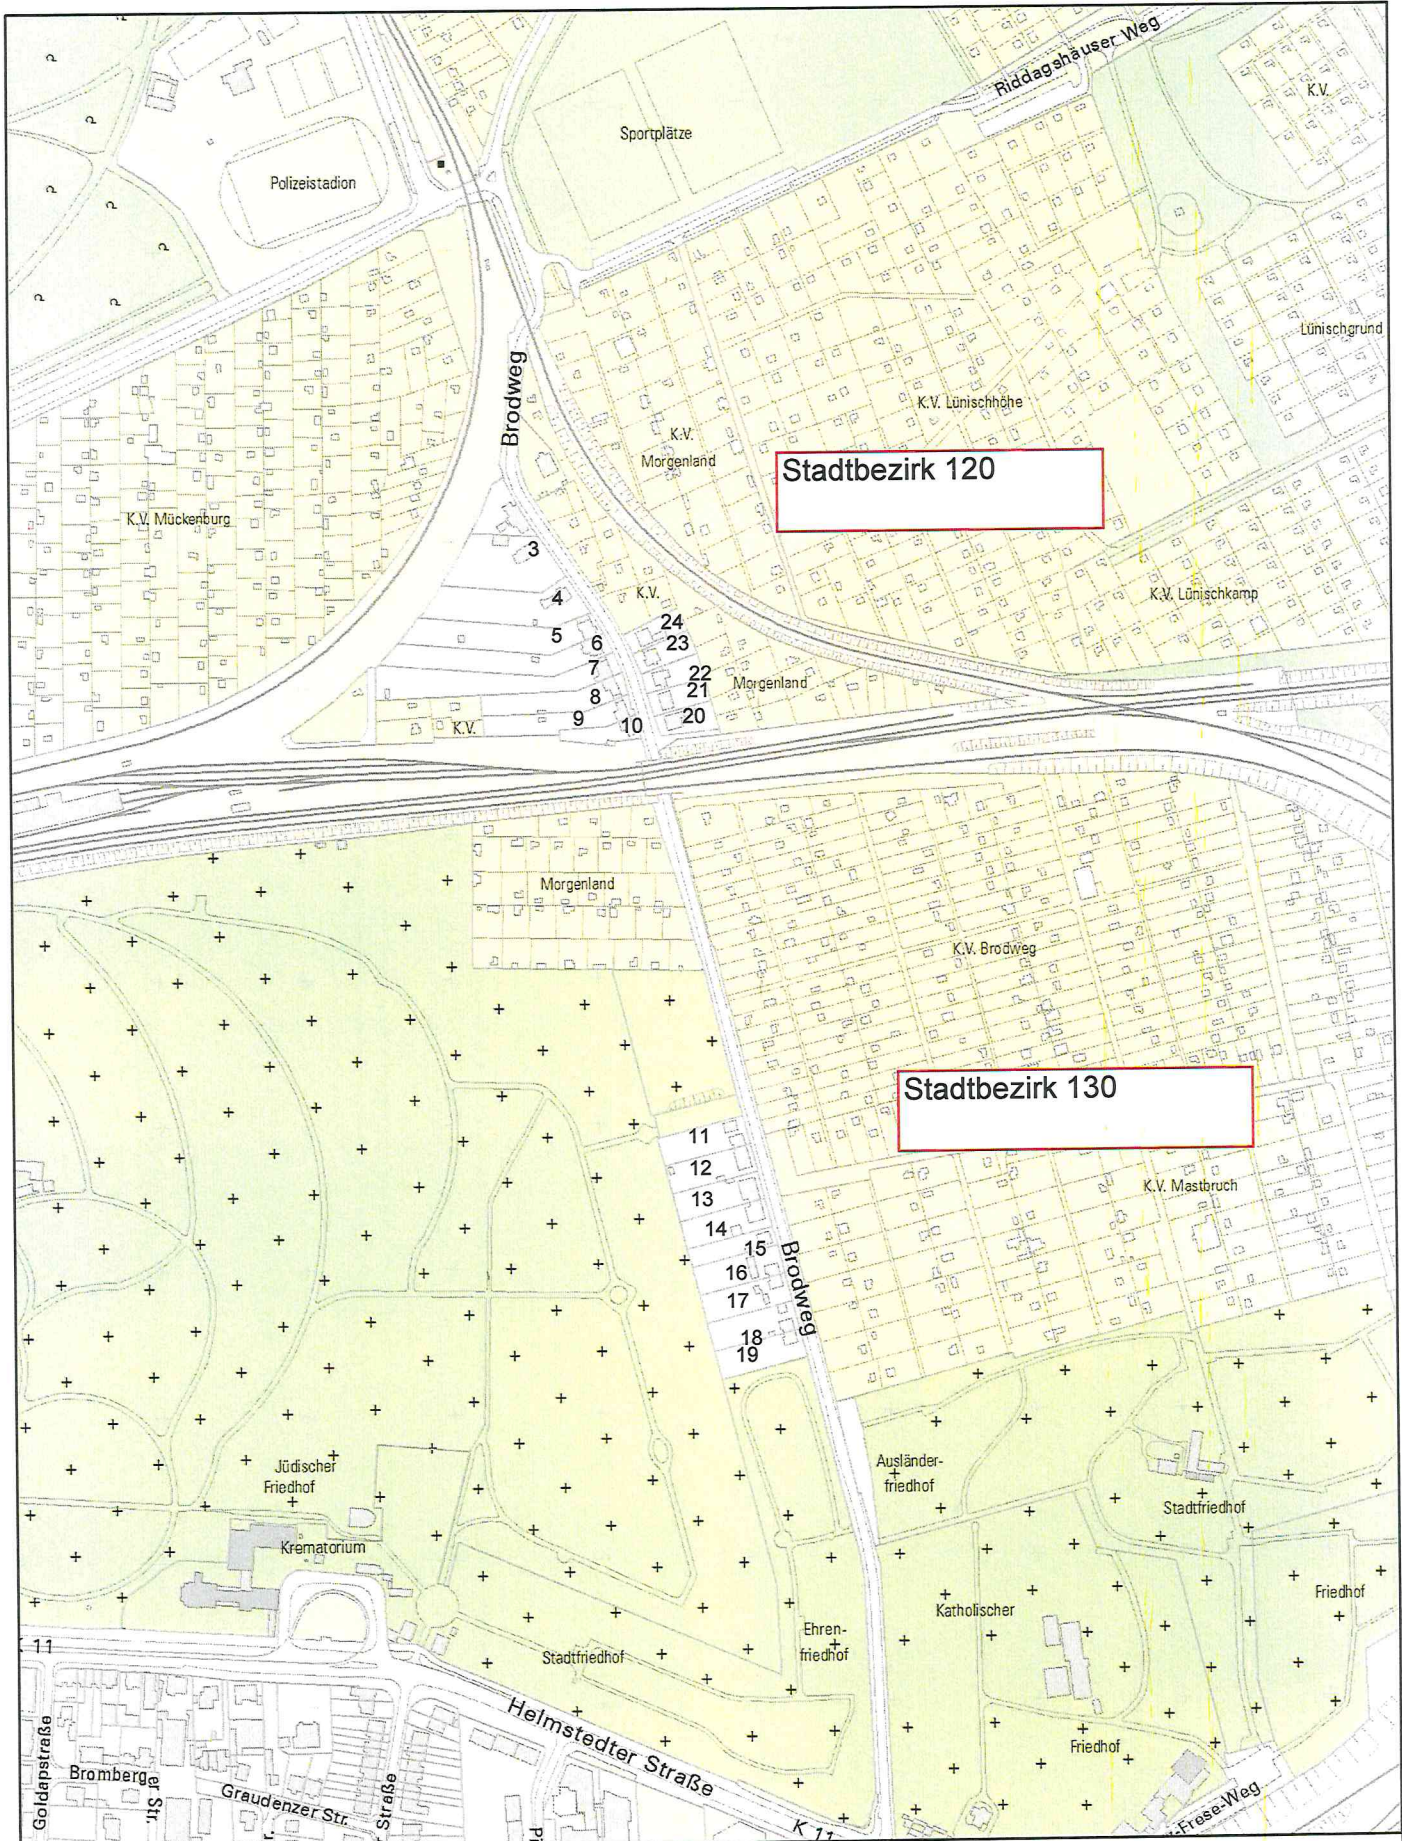 Riddagshäuser Weg
K.V.
Sportplätze
Polizeistadion
Lünischgrund
Brodweg
K.V. Lünischhöhe
K.V.
Morgenland
Stadtbezirk 120
K.V. Mückenburg
3
K.V. Lünischkamp
4
K.V.
24
5
6
23
7
22
Morgenland
8
21
9
10
20
K.V.
Morgenland
K.V. Brodweg
Stadtbezirk 130
11
12
13
K.V. Mastbruch
14
15
Brodweg
16
17
18
19
Ausländer-
friedhof
Jüdischer
Friedhof
Stadtfriedhof
Krematorium
Friedhof
Katholischer
Ehren-
friedhof
K 11
Stadtfriedhof
Helmstedter Straße
Friedhof
Goldapstraße
Bromberger Str.
Graudenzer Str.
Straße
K 11
-Frese-Weg